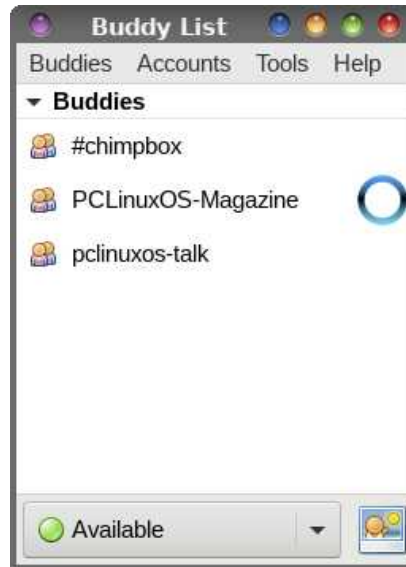 Buddy List
Buddies Accounts Tools Help
Buddies
#chimpbox
PCLinuxOS-Magazine
pclinuxos-talk
Available